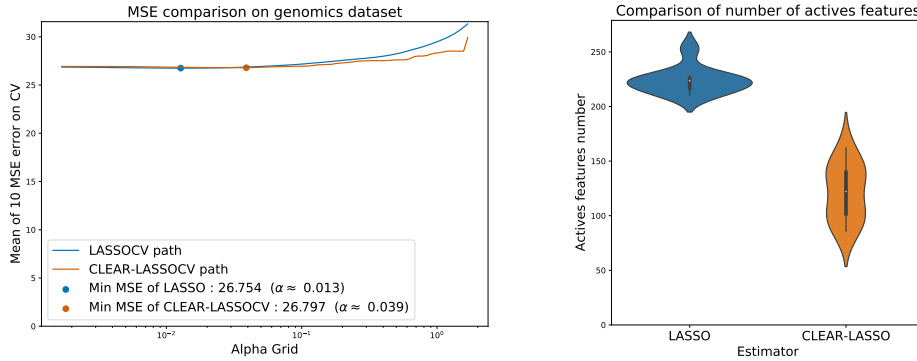 MSE comparison on genomics dataset
Mean of 10 MSE error on CV
30
25
20
15
10
5
0
10⁻²
10⁻¹
10⁰
Alpha Grid
LASSOCV path
CLEAR-LASSOCV path
Min MSE of LASSO : 26.754 (α ≈ 0.013)
Min MSE of CLEAR-LASSOCV : 26.797 (α ≈ 0.039)
Comparison of number of actives features
Actives features number
250
200
150
100
50
0
LASSO
CLEAR-LASSO
Estimator